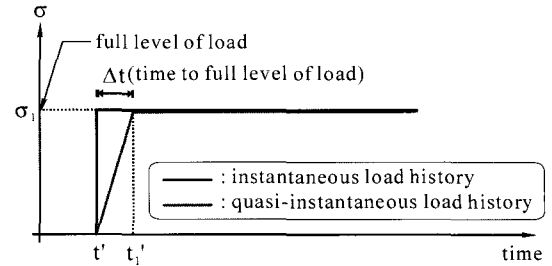 σ
full level of load
Δt(time to full level of load)
σ₁
: instantaneous load history
: quasi-instantaneous load history
t' t₁' time